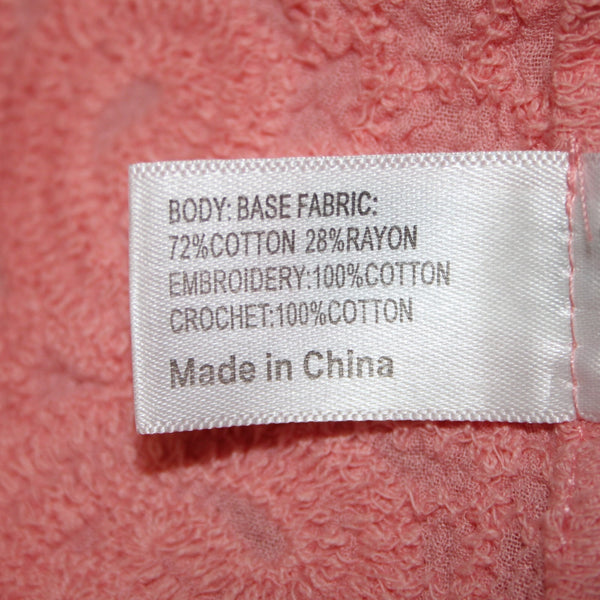 BODY: BASE FABRIC:
72%COTTON 28%RAYON
EMBROIDERY:100%COTTON
CROCHET:100%COTTON
Made in China